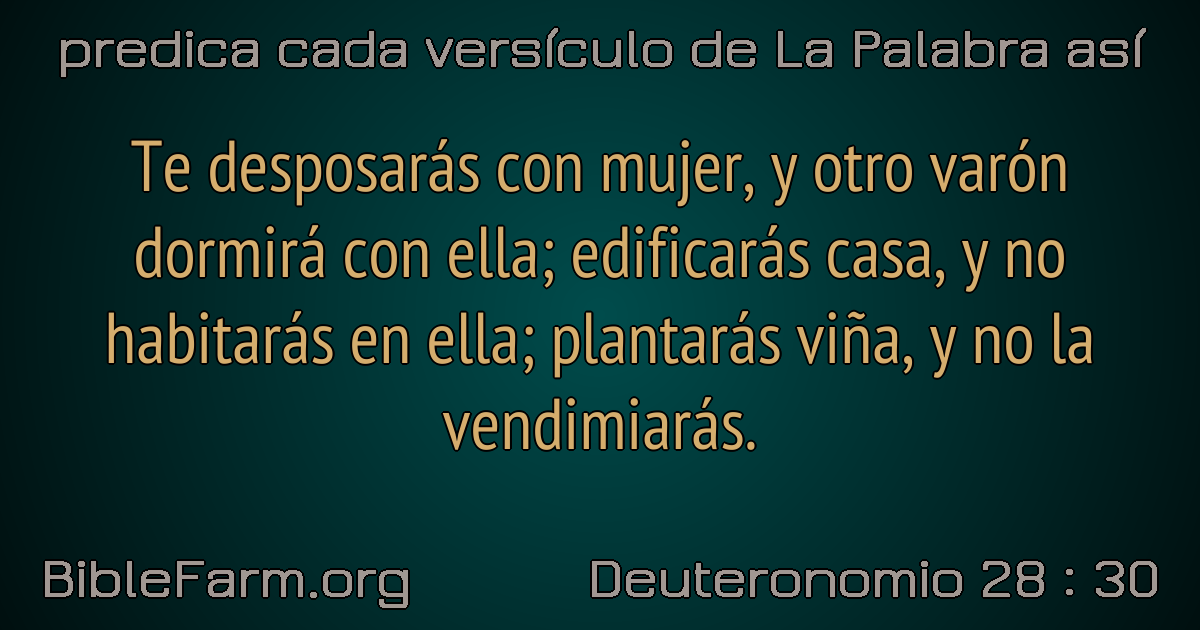 predica cada versículo de La Palabra así
Te desposarás con mujer, y otro varón
dormirá con ella; edificarás casa, y no
habitarás en ella; plantarás viña, y no la
vendimiarás.
BibleFarm.org
Deuteronomio 28 : 30